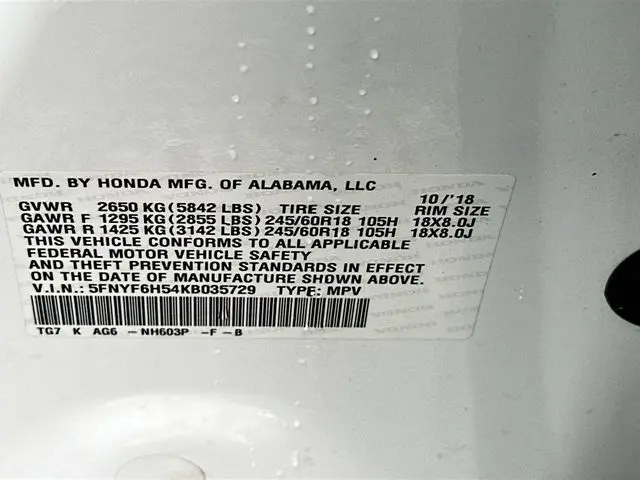 MFD. BY HONDA MFG. OF ALABAMA, LLC
10/'18
GVWR 2650 KG(5842 LBS) TIRE SIZE RIM SIZE
GAWR F 1295 KG(2855 LBS) 245/60R18 105H 18X8.0J
GAWR R 1425 KG(3142 LBS) 245/60R18 105H 18X8.0J
THIS VEHICLE CONFORMS TO ALL APPLICABLE
FEDERAL MOTOR VEHICLE SAFETY
AND THEFT PREVENTION STANDARDS IN EFFECT
ON THE DATE OF MANUFACTURE SHOWN ABOVE.
V.I.N.: 5FNYF6H54KB035729 TYPE: MPV
TG7 K AG6 -NH603P -F-B